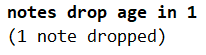 notes drop age in 1
(1 note dropped)